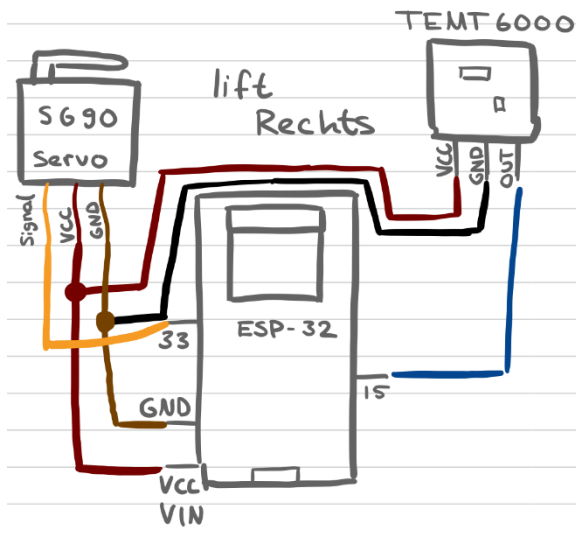 TEMT6000
lift
Rechts
SG90
Servo
VCC
GND
OUT
Signal
VCC
GND
ESP-32
33
15
GND
VCC
VIN